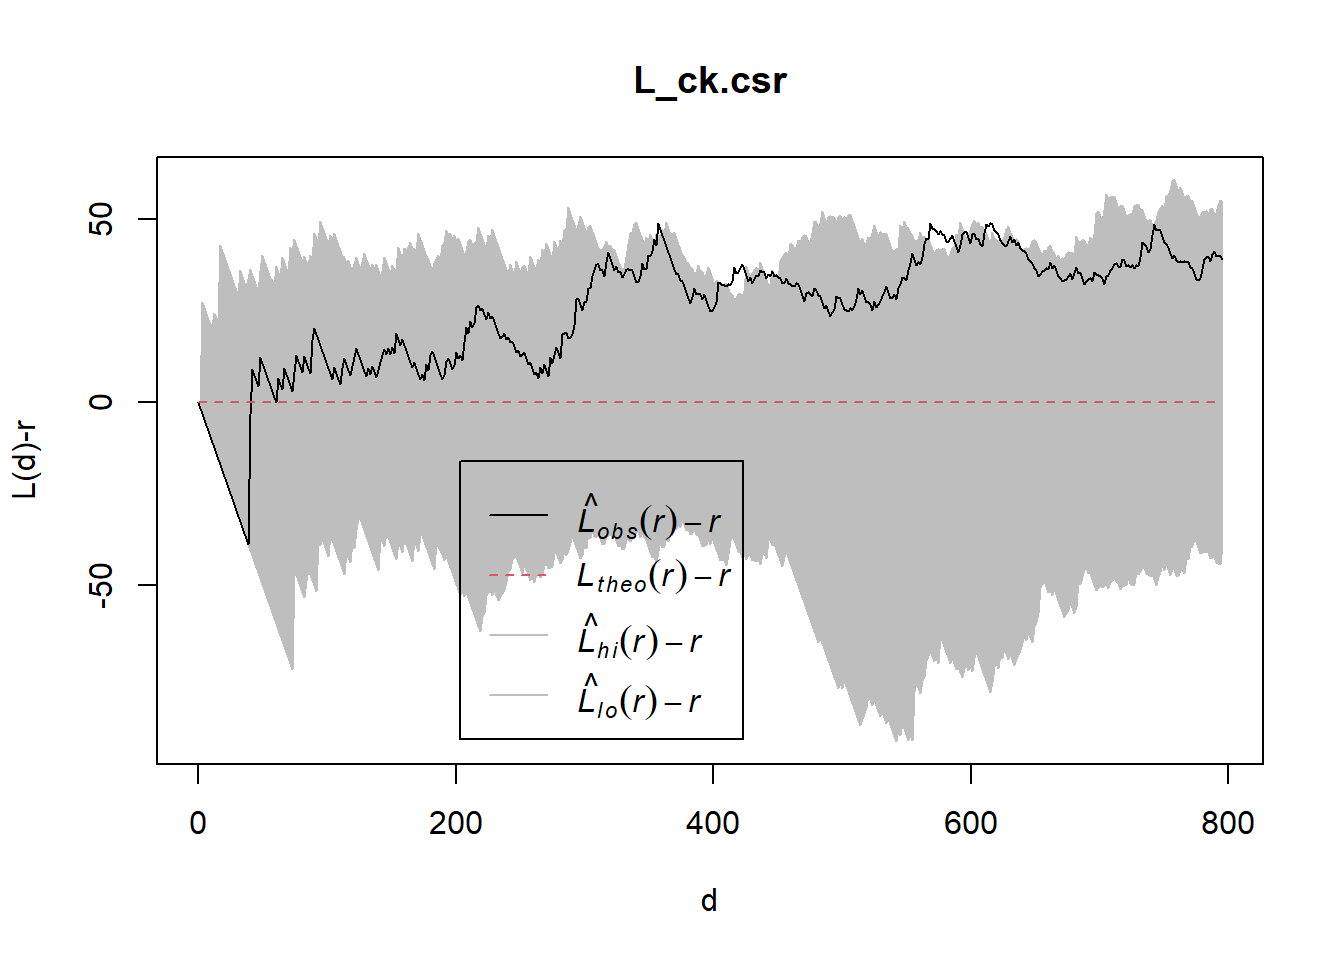 L_ck.csr
L(d)-r
50
0
-50
L̂obs(r) − r
Ltheo(r) − r
L̂hi(r) − r
L̂lo(r) − r
0 200 400 600 800
d